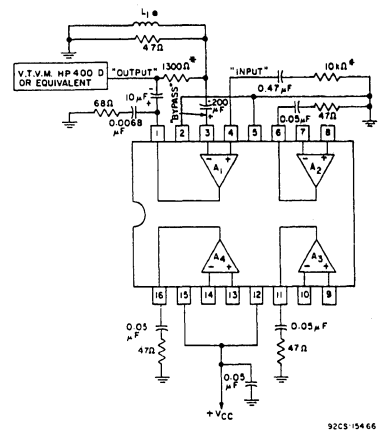 L1 *
47Ω
V.T.V.M. HP 400 D
OR EQUIVALENT
"OUTPUT"
1300Ω*
"INPUT"
10kΩ*
0.47μF
10μF
-
+
"BYPASS"
200
μF
+
68Ω
0.0068
μF
0.05μF
47Ω
1 2 3 4 5 6 7 8
- + - +
A1 A2
A4 A3
- + - +
16 15 14 13 12 11 10 9
0.05
μF
47Ω
0.05μF
47Ω
0.05
μF
+VCC
92CS-15466